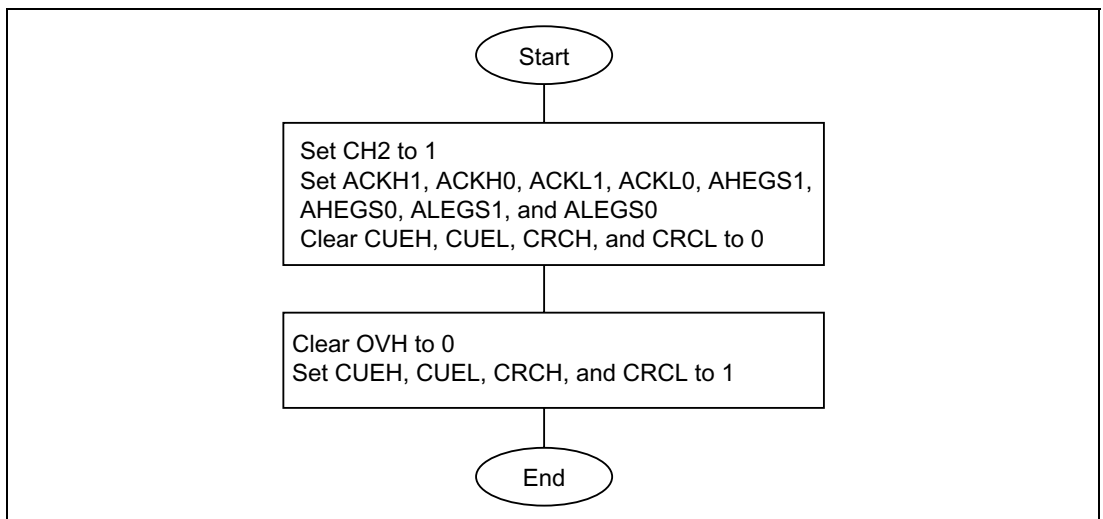 Start
Set CH2 to 1
Set ACKH1, ACKH0, ACKL1, ACKL0, AHEGS1,
AHEGS0, ALEGS1, and ALEGS0
Clear CUEH, CUEL, CRCH, and CRCL to 0
Clear OVH to 0
Set CUEH, CUEL, CRCH, and CRCL to 1
End